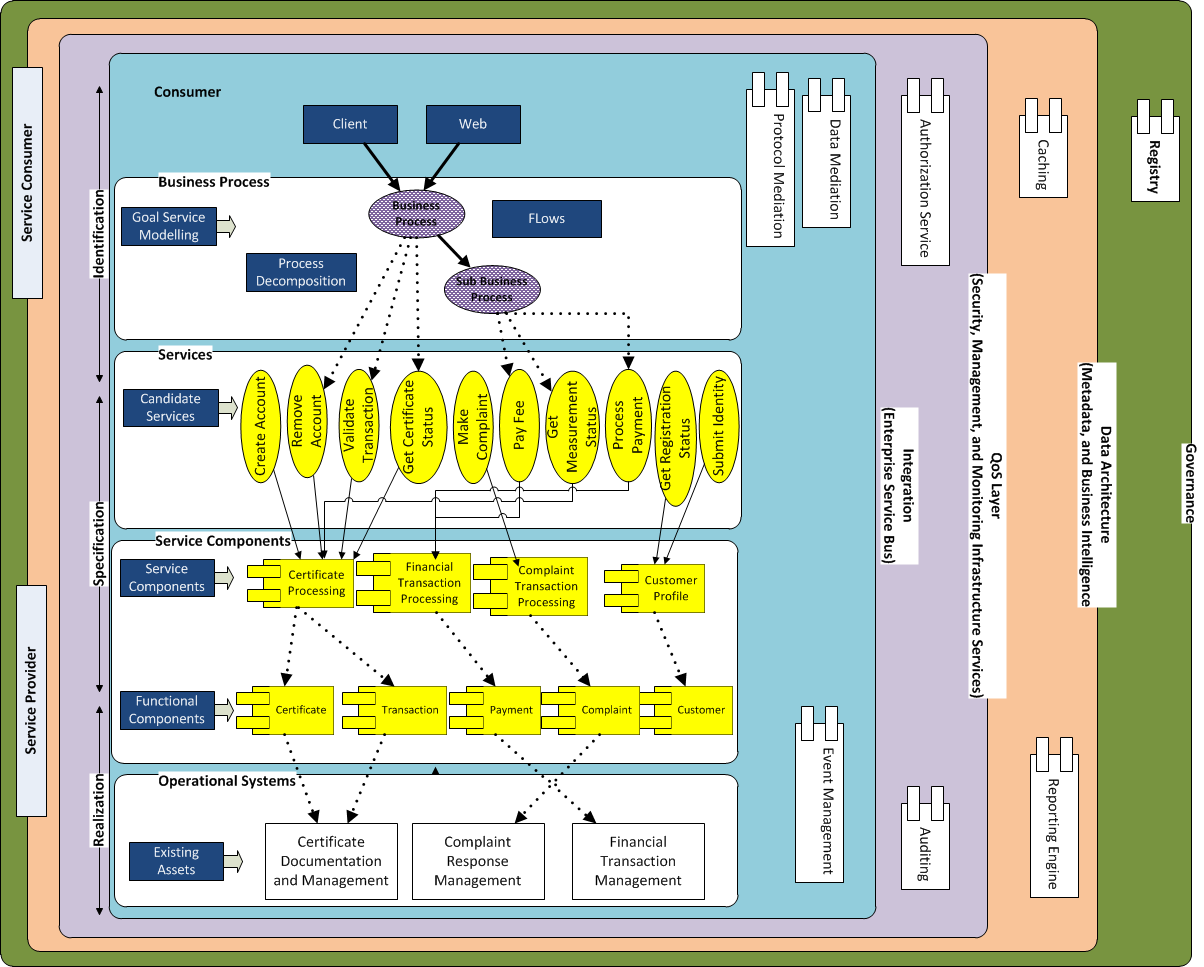 Consumer
Client
Web
Business Process
Goal Service
Modelling
Business
Process
FLows
Process
Decomposition
Sub Business
Process
Services
Candidate
Services
Create Account
Remove
Account
Validate
Transaction
Get Certificate
Status
Make
Complaint
Pay Fee
Get
Measurement
Status
Process
Payment
Get Registration
Status
Submit Identity
Service Components
Service
Components
Certificate
Processing
Financial
Transaction
Processing
Complaint
Transaction
Processing
Customer
Profile
Functional
Components
Certificate
Transaction
Payment
Complaint
Customer
Operational Systems
Existing
Assets
Certificate
Documentation
and Management
Complaint
Response
Management
Financial
Transaction
Management
Service Consumer
Service Provider
Identification
Specification
Realization
Protocol Mediation
Data Mediation
Event Management
Integration
(Enterprise Service Bus)
Authorization Service
Auditing
QoS Layer
(Security, Management, and Monitoring Infrastructure Services)
Caching
Reporting Engine
Data Architecture
(Metadada, and Business Intelligence
Registry
Governance